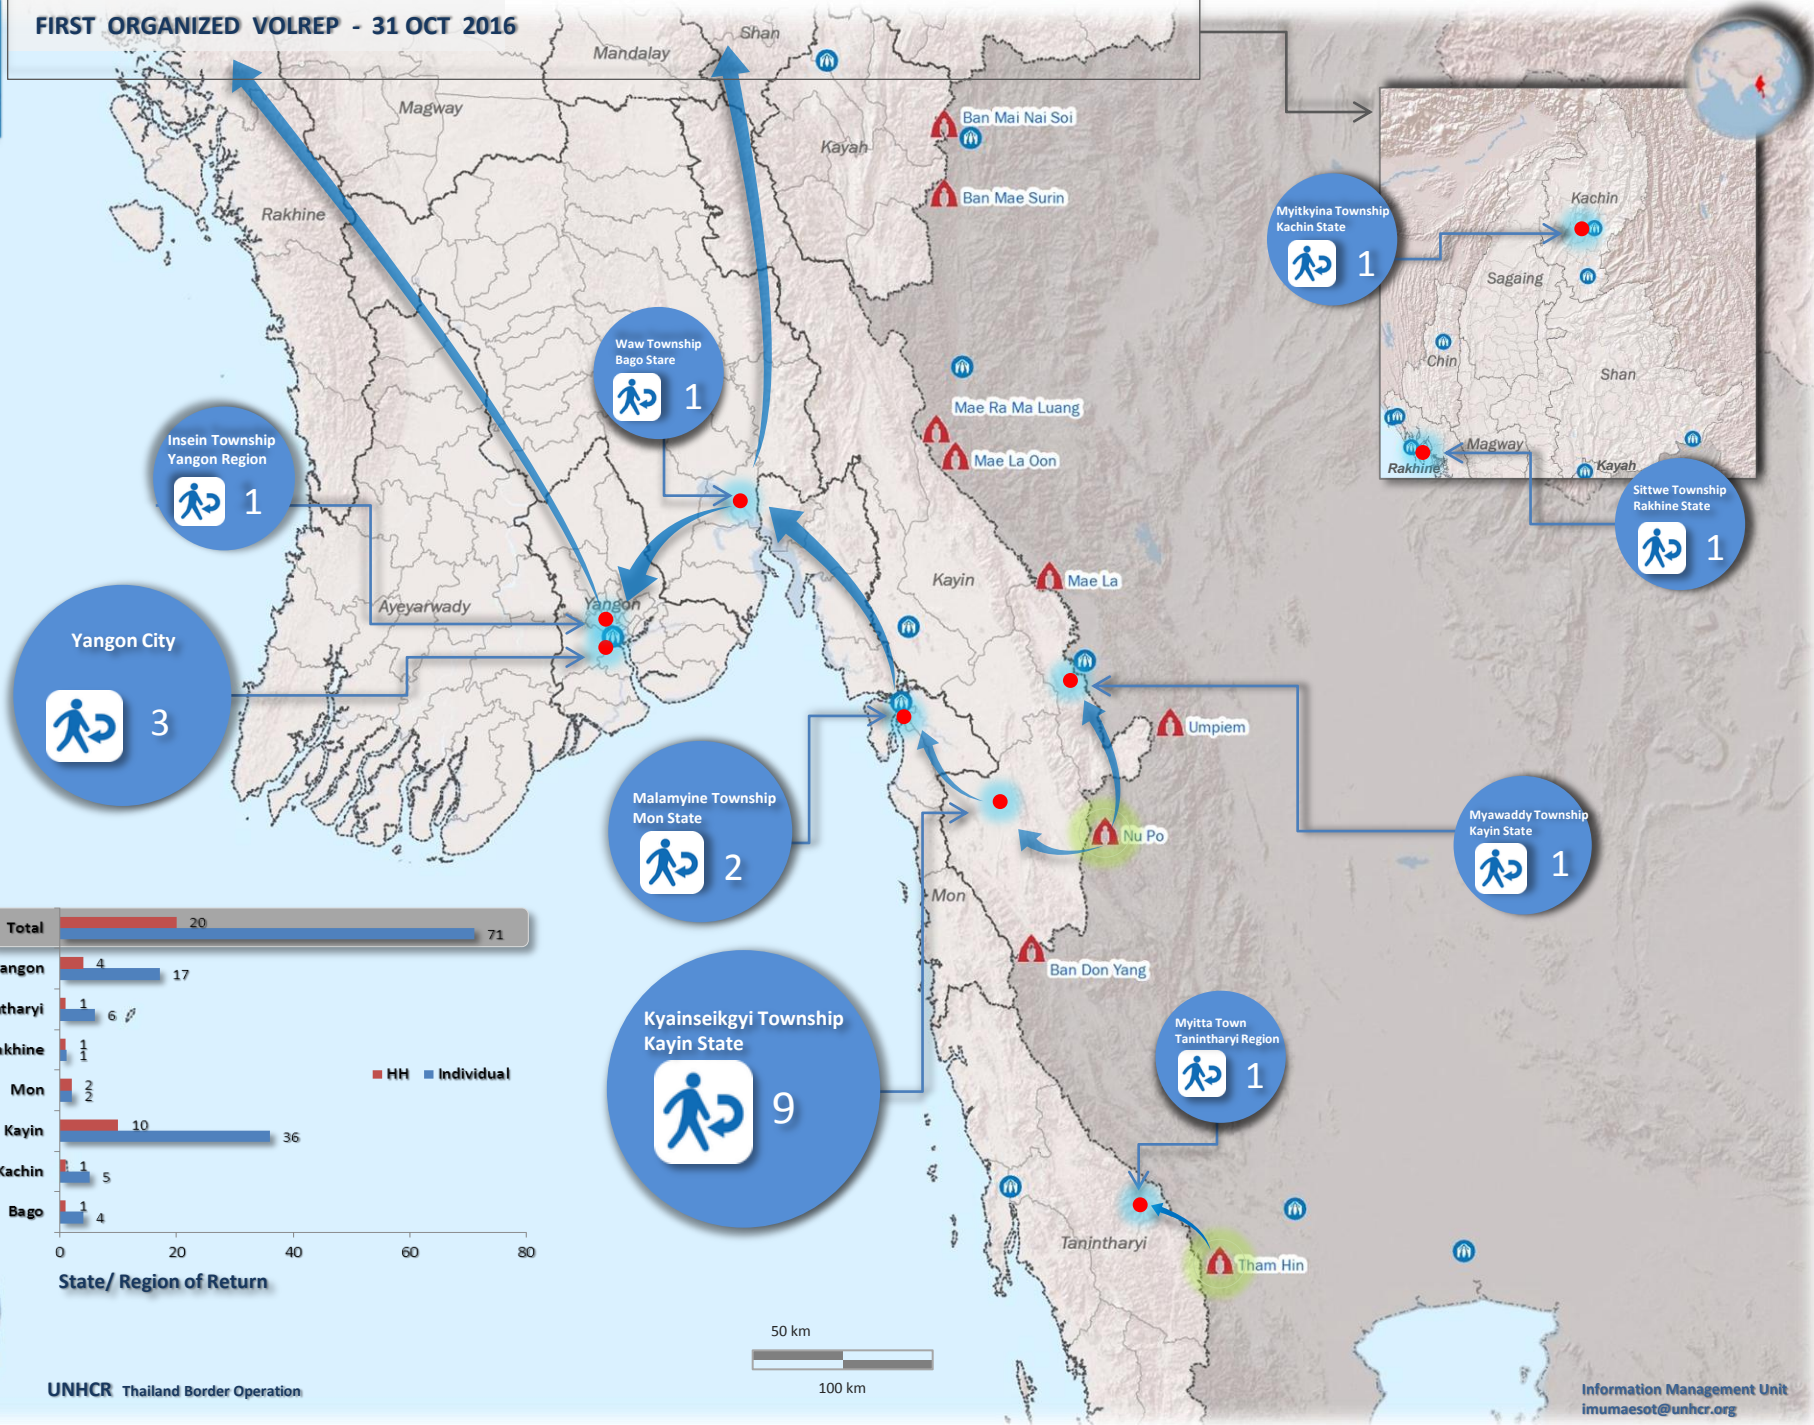 FIRST ORGANIZED VOLREP - 31 OCT 2016
Mandalay
Shan
Magway
Kayah
Rakhine
Ban Mai Nai Soi
Ban Mae Surin
Mae Ra Ma Luang
Mae La Oon
Kayin
Mae La
Umpiem
Nu Po
Ban Don Yang
Mon
Tanintharyi
Tham Hin
Ayeyarwady
Yangon
Kachin
Sagaing
Chin
Shan
Magway
Rakhine
Kayah
Myitkyina Township
Kachin State
1
Sittwe Township
Rakhine State
1
Waw Township
Bago Stare
1
Insein Township
Yangon Region
1
Yangon City
3
Malamyine Township
Mon State
2
Myawaddy Township
Kayin State
1
Kyainseikgyi Township
Kayin State
9
Myitta Town
Tanintharyi Region
1
Total
20
71
angon
4
17
tharyi
1
6
khine
1
1
Mon
2
2
Kayin
10
36
Kachin
1
5
Bago
1
4
HH Individual
0 20 40 60 80
State/ Region of Return
50 km
100 km
UNHCR Thailand Border Operation
Information Management Unit
imumaesot@unhcr.org